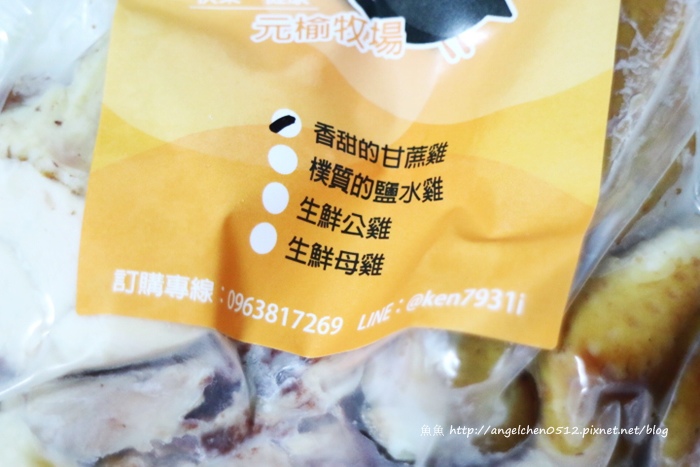 元榆牧場
香甜的甘蔗雞
樸質的鹽水雞
生鮮公雞
生鮮母雞
訂購專線：0963817269 LINE：@ken7931i
魚魚 http://angelchen0512.pixnet.net/blog